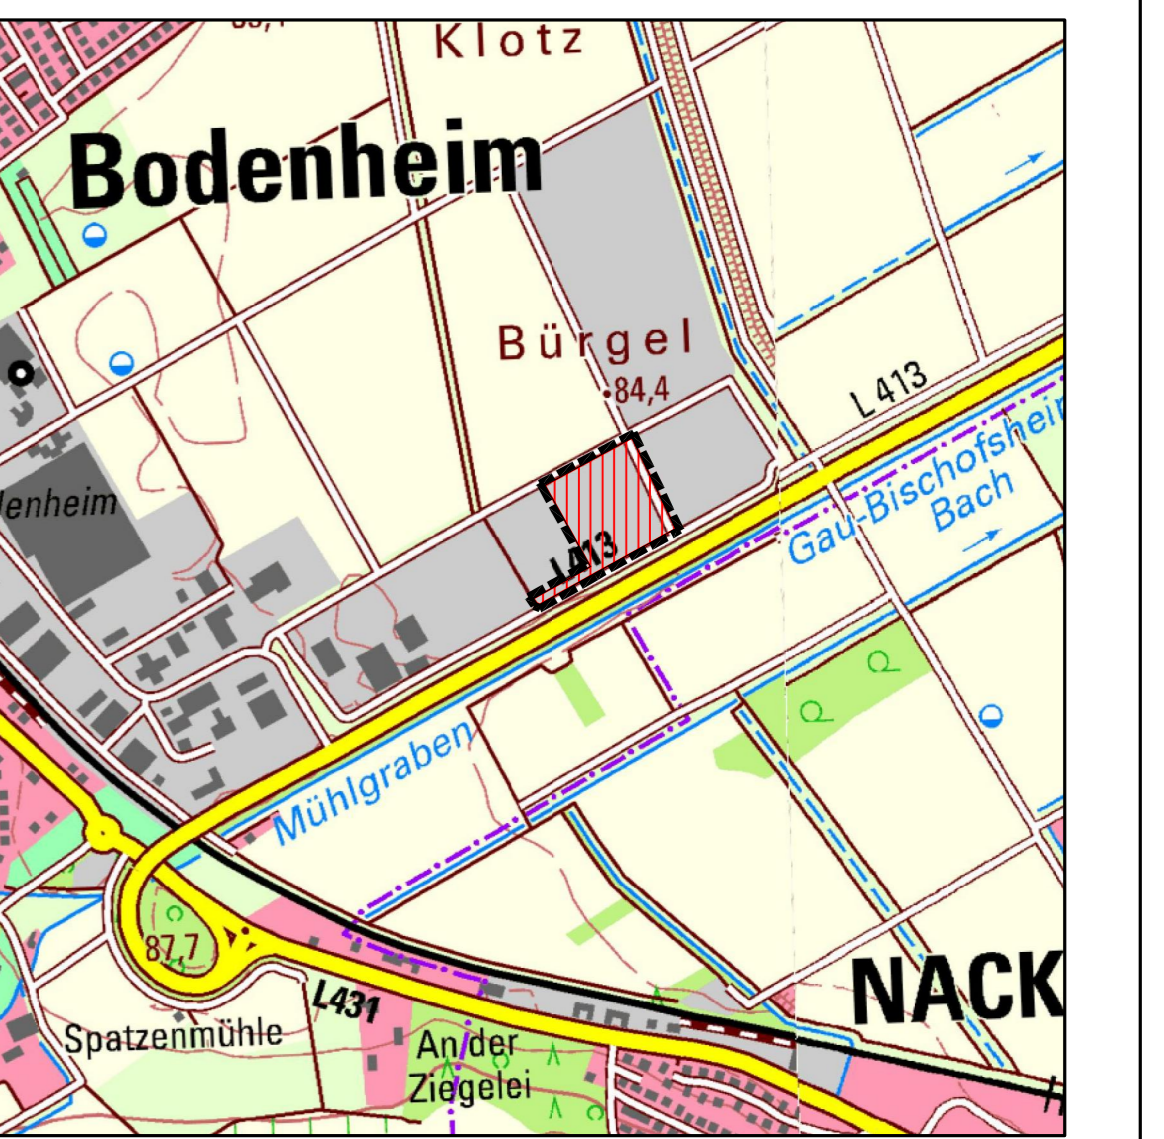 Klotz
Bodenheim
Bürgel
84,4
L 413
Gau-Bischofsheim
Bach
enheim
L413
Mühlgraben
87,7
L431
Spatzenmühle
An der
Ziegelei
NACK